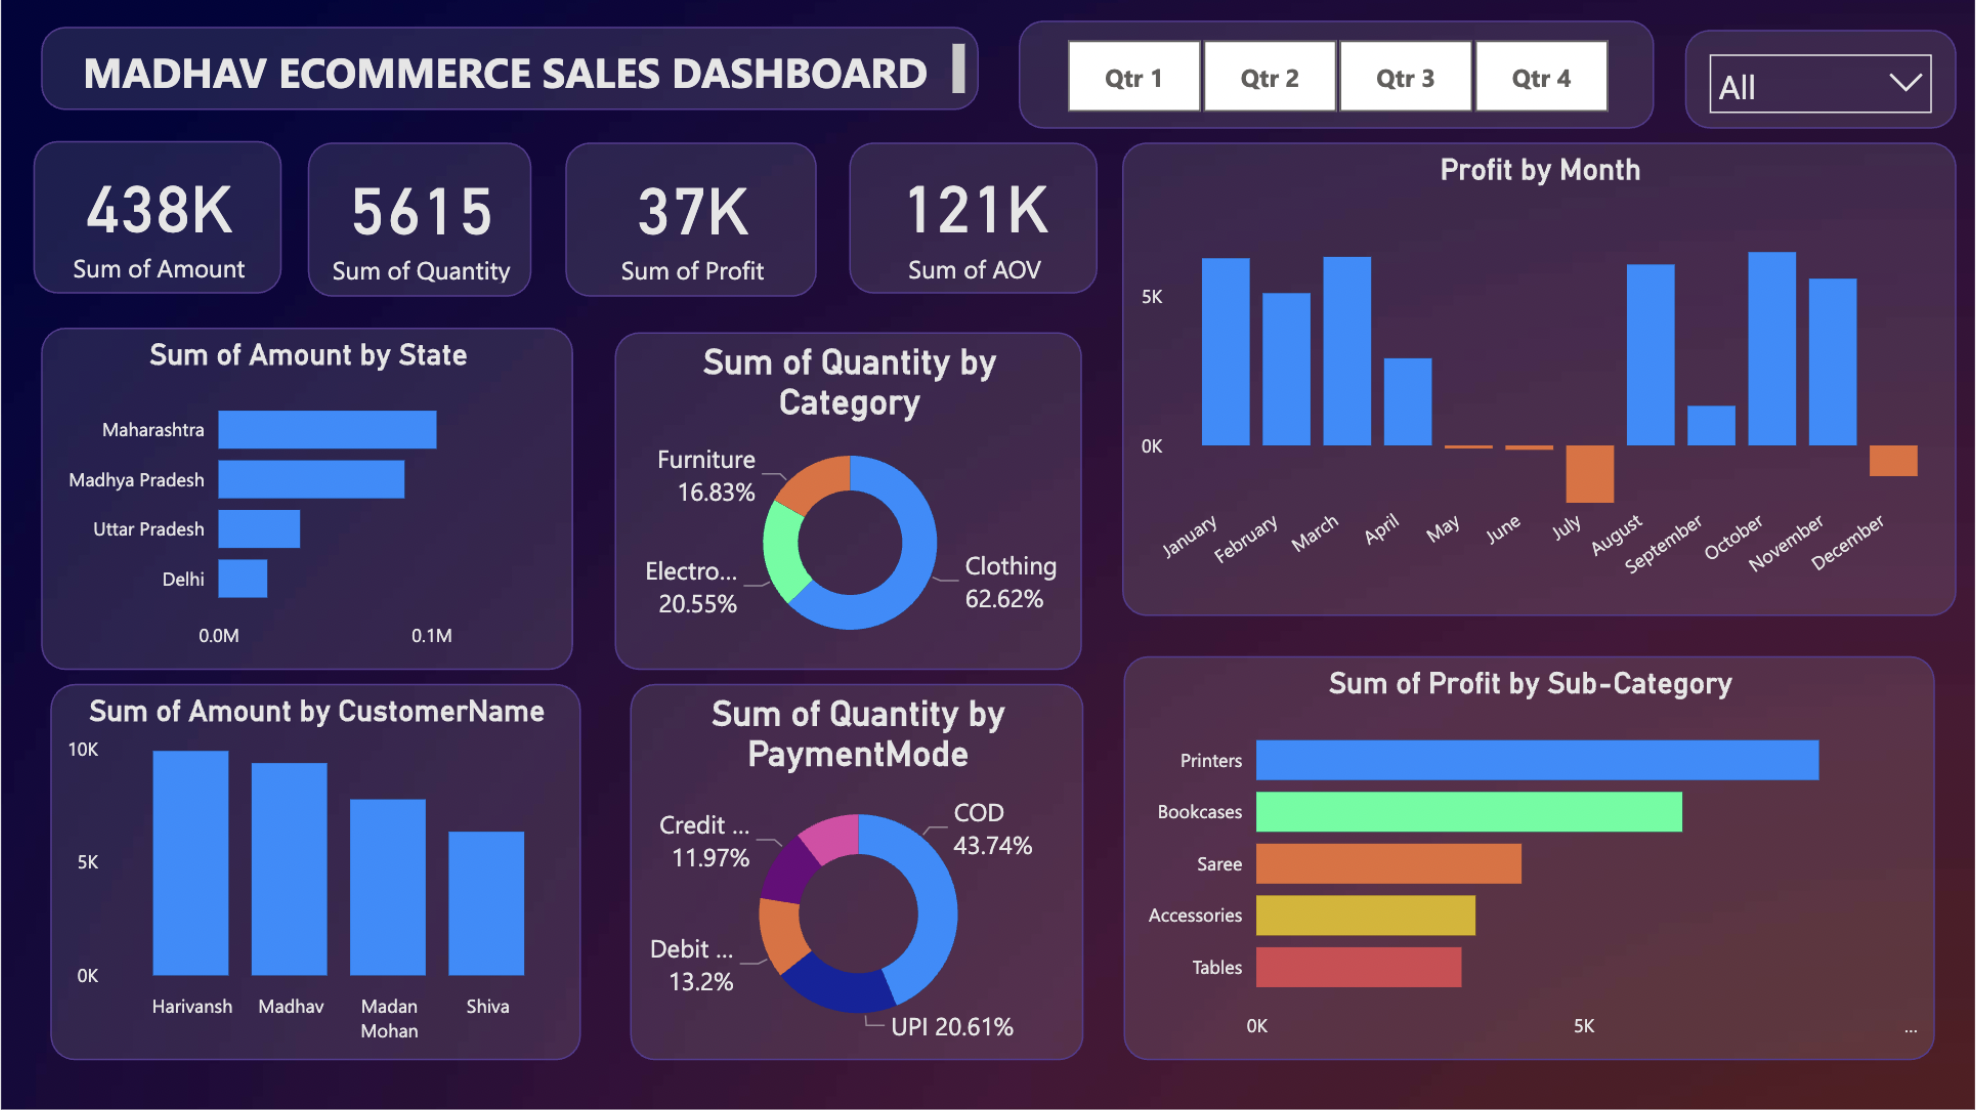 MADHAV ECOMMERCE SALES DASHBOARD
Qtr 1
Qtr 2
Qtr 3
Qtr 4
All
438K
Sum of Amount
5615
Sum of Quantity
37K
Sum of Profit
121K
Sum of AOV
Profit by Month
5K
0K
January
February
March
April
May
June
July
August
September
October
November
December
Sum of Amount by State
Maharashtra
Madhya Pradesh
Uttar Pradesh
Delhi
0.0M
0.1M
Sum of Quantity by
Category
Furniture
16.83%
Electro...
20.55%
Clothing
62.62%
Sum of Amount by CustomerName
10K
5K
0K
Harivansh
Madhav
Madan
Mohan
Shiva
Sum of Quantity by
PaymentMode
Credit ...
11.97%
COD
43.74%
Debit ...
13.2%
UPI 20.61%
Sum of Profit by Sub-Category
Printers
Bookcases
Saree
Accessories
Tables
0K
5K
...